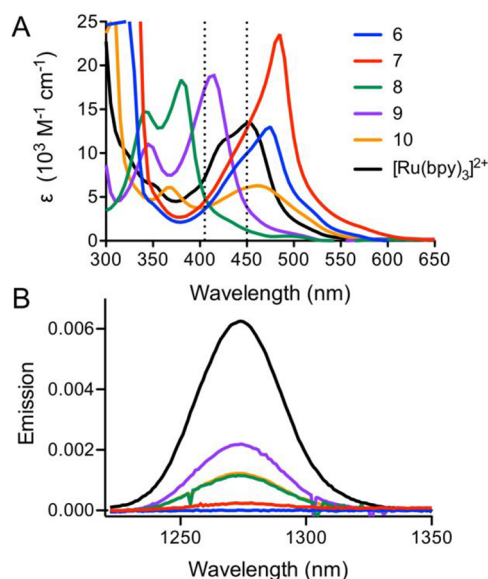 A
ε (10³ M⁻¹ cm⁻¹)
25
20
15
10
5
0
300 350 400 450 500 550 600 650
Wavelength (nm)
6
7
8
9
10
[Ru(bpy)₃]²⁺
B
Emission
0.006
0.004
0.002
0.000
1250 1300 1350
Wavelength (nm)